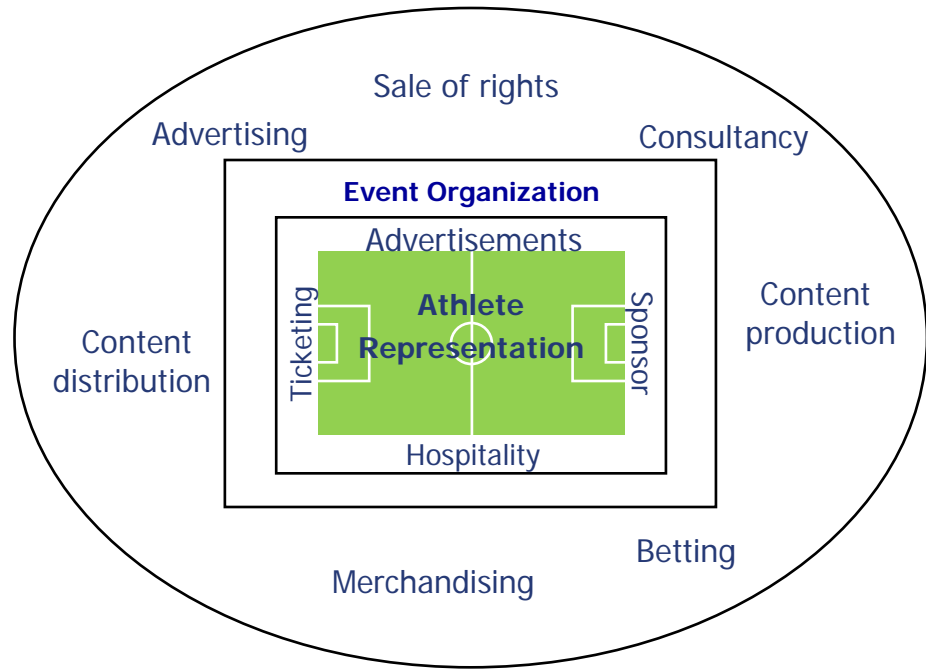 Sale of rights
Advertising
Consultancy
Event Organization
Advertisements
Ticketing
Athlete
Representation
Sponsor
Content
production
Content
distribution
Hospitality
Betting
Merchandising